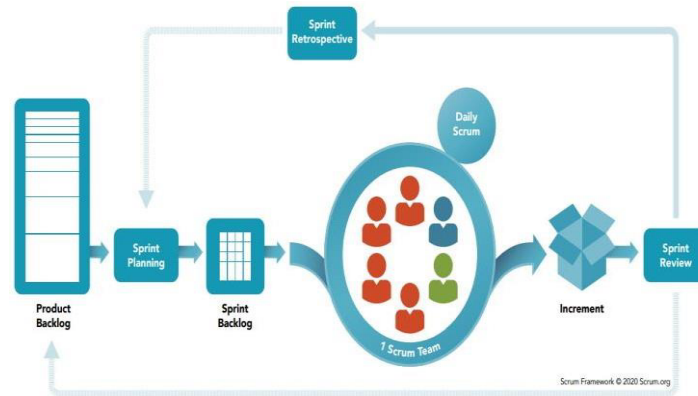 Sprint
Retrospective
Daily
Scrum
Sprint
Planning
Sprint
Review
Product
Backlog
Sprint
Backlog
Increment
1 Scrum Team
Scrum Framework © 2020 Scrum.org